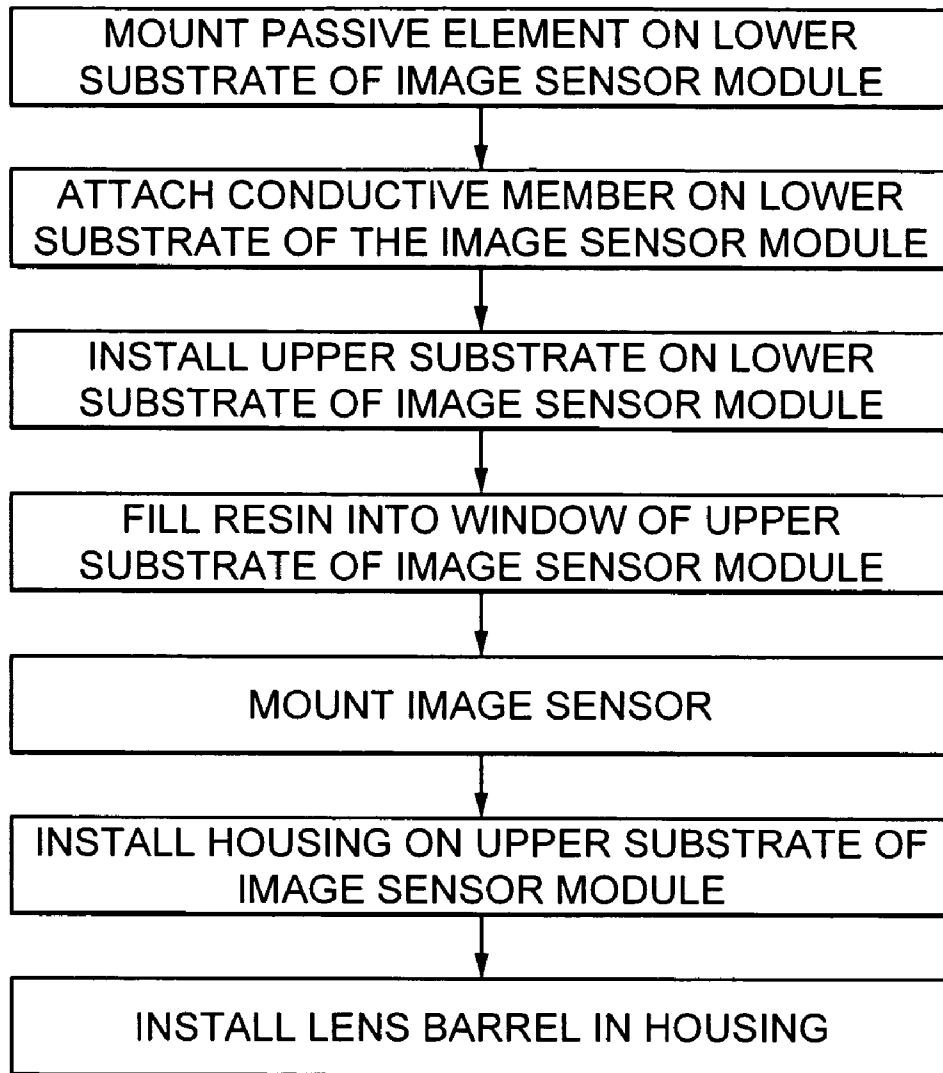 MOUNT PASSIVE ELEMENT ON LOWER
SUBSTRATE OF IMAGE SENSOR MODULE
ATTACH CONDUCTIVE MEMBER ON LOWER
SUBSTRATE OF THE IMAGE SENSOR MODULE
INSTALL UPPER SUBSTRATE ON LOWER
SUBSTRATE OF IMAGE SENSOR MODULE
FILL RESIN INTO WINDOW OF UPPER
SUBSTRATE OF IMAGE SENSOR MODULE
MOUNT IMAGE SENSOR
INSTALL HOUSING ON UPPER SUBSTRATE OF
IMAGE SENSOR MODULE
INSTALL LENS BARREL IN HOUSING